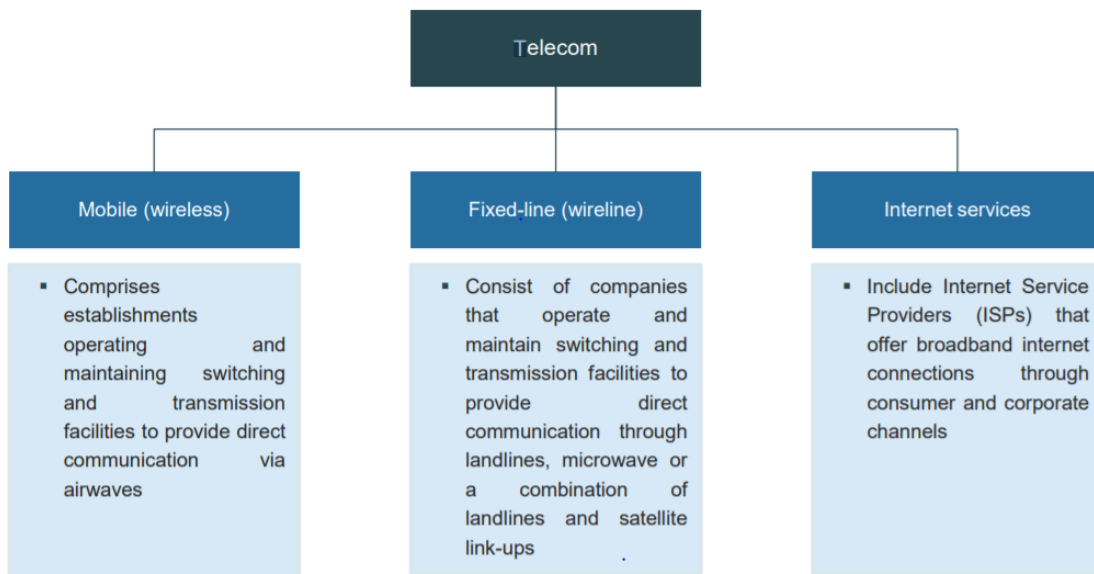 Telecom
Mobile (wireless)
Fixed-line (wireline)
Internet services
▪ Comprises
establishments
operating and
maintaining switching
and transmission
facilities to provide direct
communication via
airwaves
▪ Consist of companies
that operate and
maintain switching and
transmission facilities to
provide direct
communication through
landlines, microwave or
a combination of
landlines and satellite
link-ups
▪ Include Internet Service
Providers (ISPs) that
offer broadband internet
connections through
consumer and corporate
channels